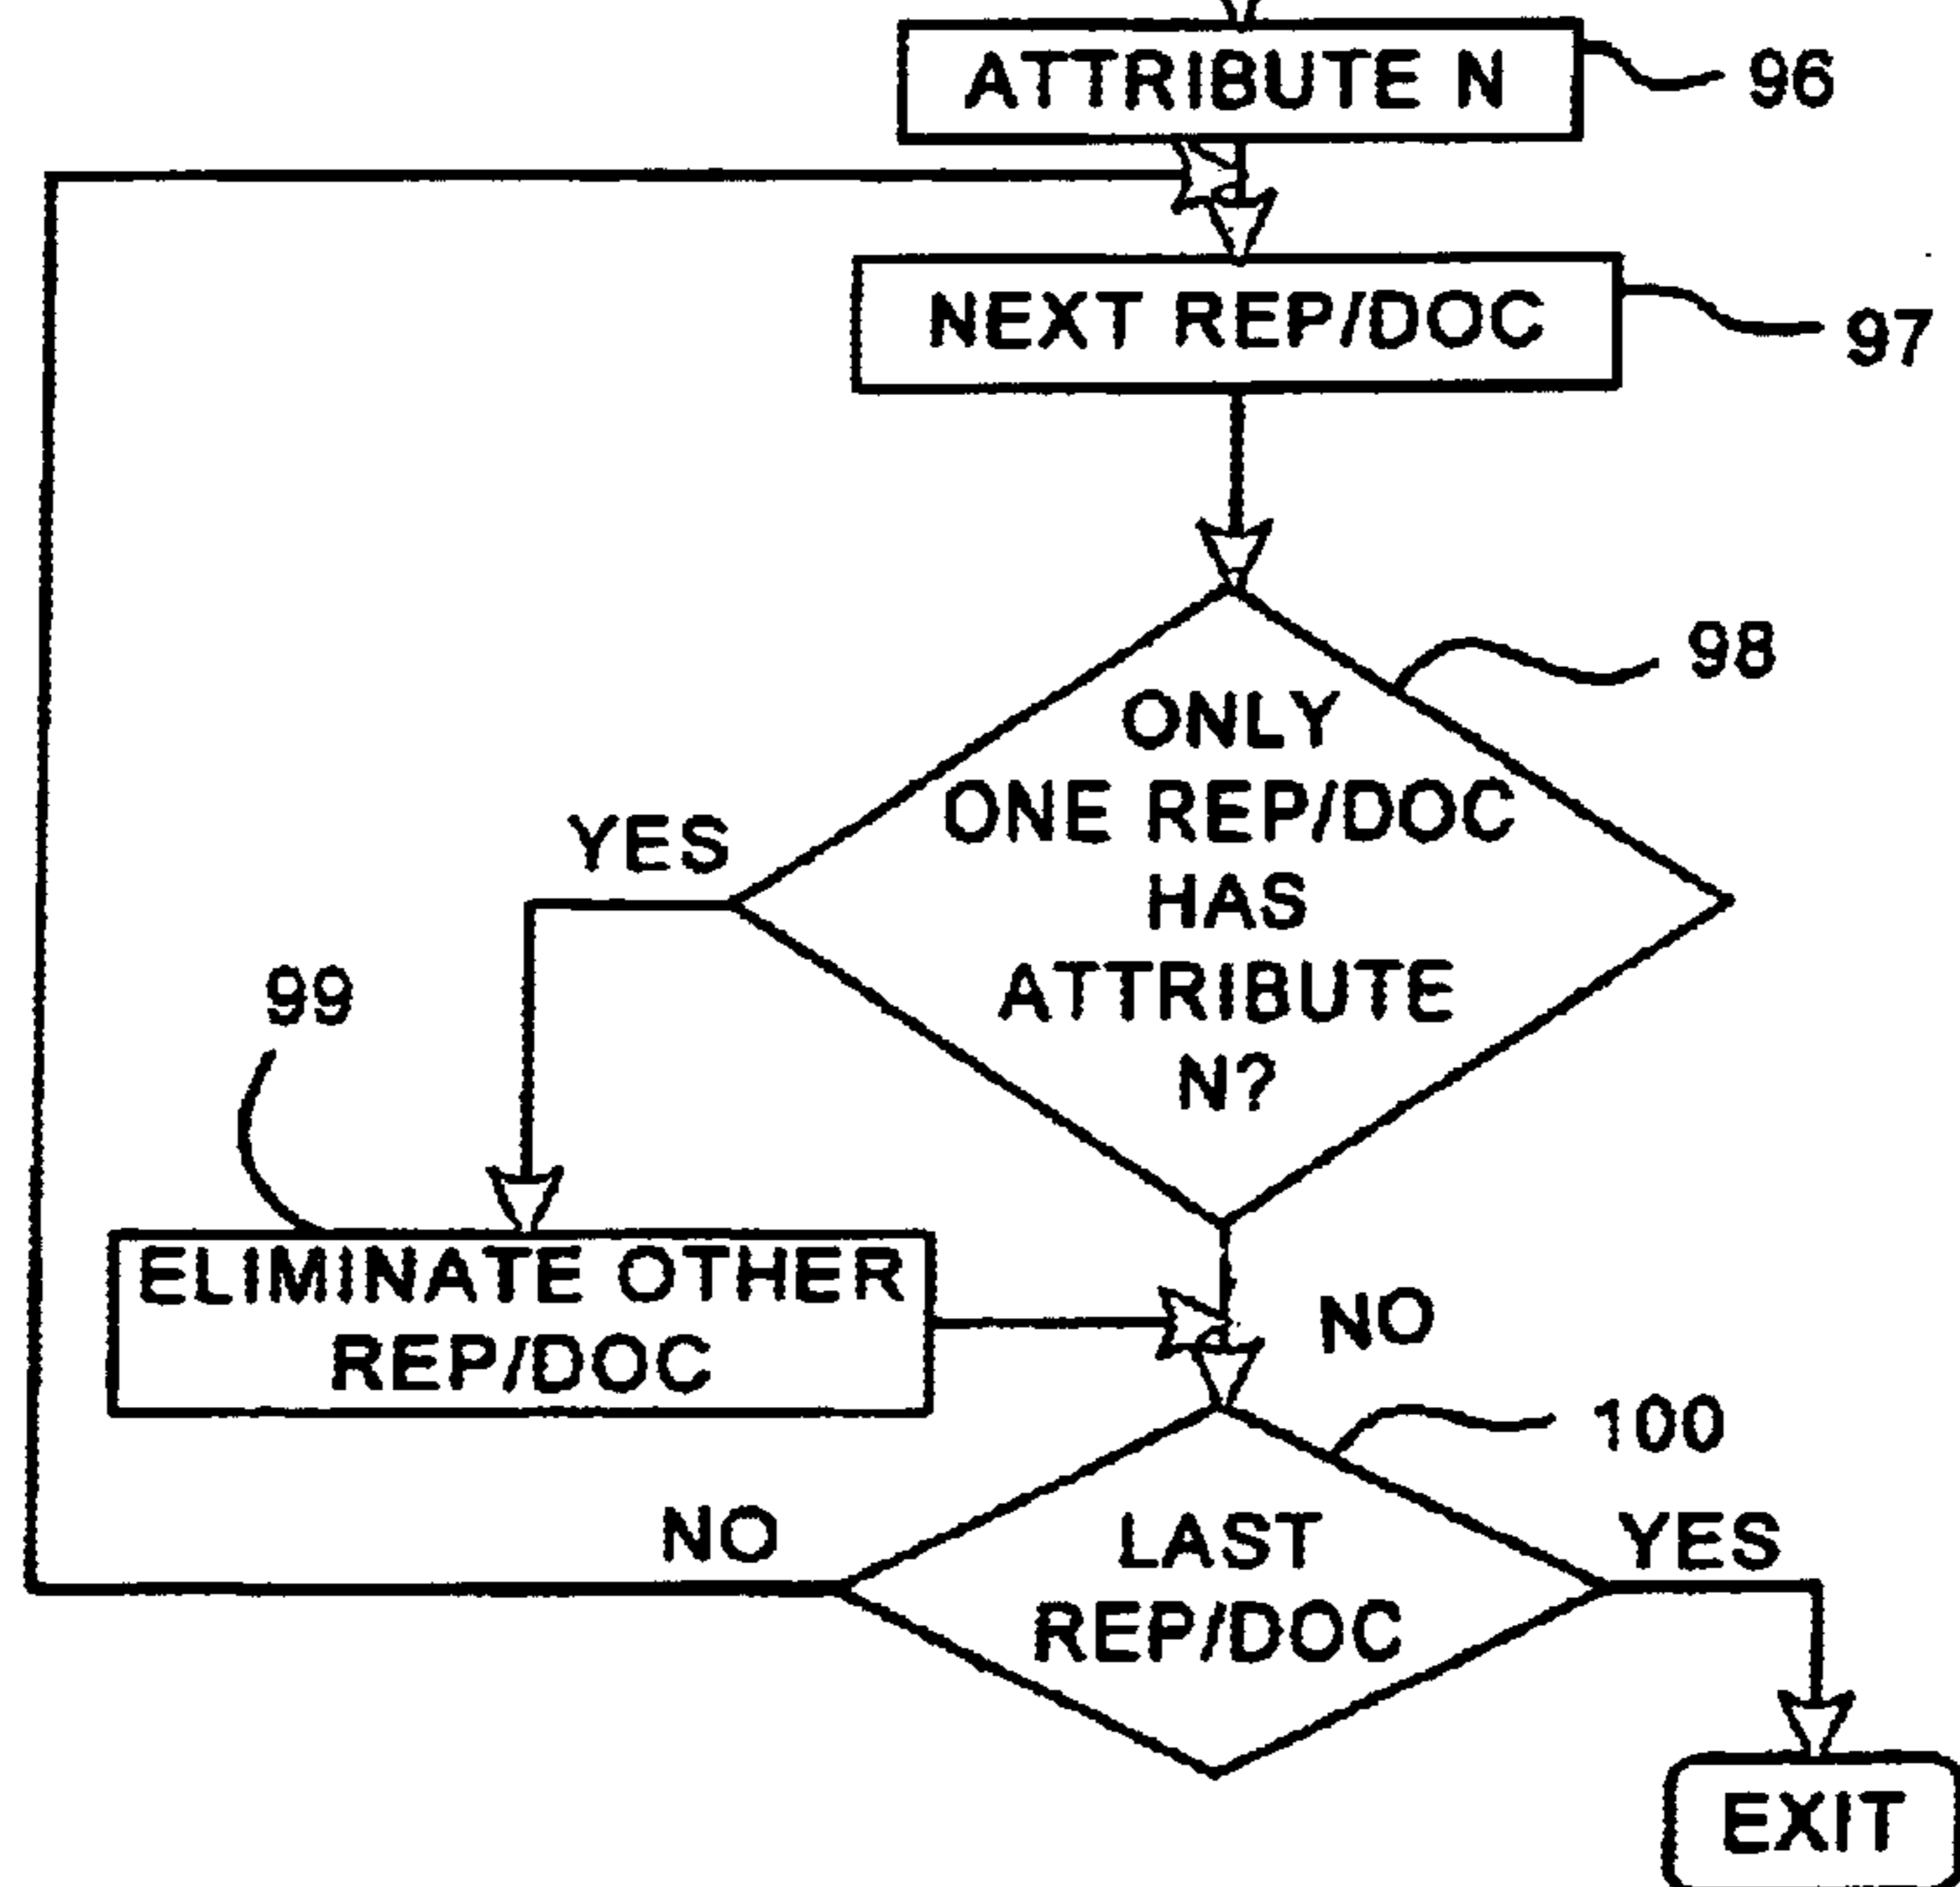 ATTRIBUTE N
96
NEXT REP/DOC
97
98
ONLY
ONE REP/DOC
HAS
ATTRIBUTE
N?
YES
99
ELIMINATE OTHER
REP/DOC
NO
100
NO
LAST
REP/DOC
YES
EXIT